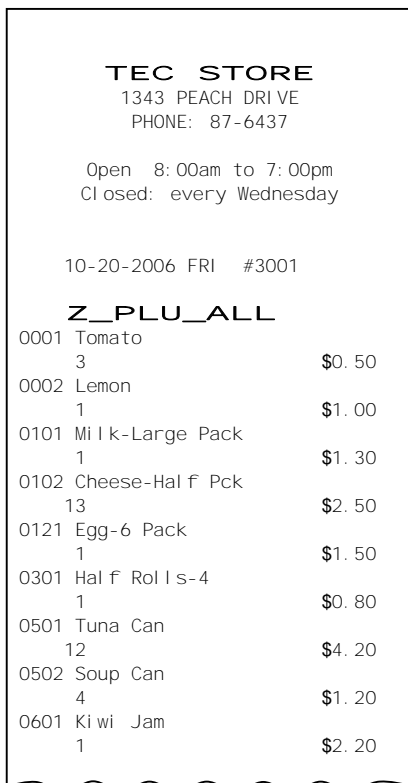 TEC STORE
1343 PEACH DRIVE
PHONE: 87-6437
Open 8:00am to 7:00pm
Closed: every Wednesday
10-20-2006 FRI #3001
Z_PLU_ALL
0001 Tomato
3 $0.50
0002 Lemon
1 $1.00
0101 Milk-Large Pack
1 $1.30
0102 Cheese-Half Pck
13 $2.50
0121 Egg-6 Pack
1 $1.50
0301 Half Rolls-4
1 $0.80
0501 Tuna Can
12 $4.20
0502 Soup Can
4 $1.20
0601 Kiwi Jam
1 $2.20